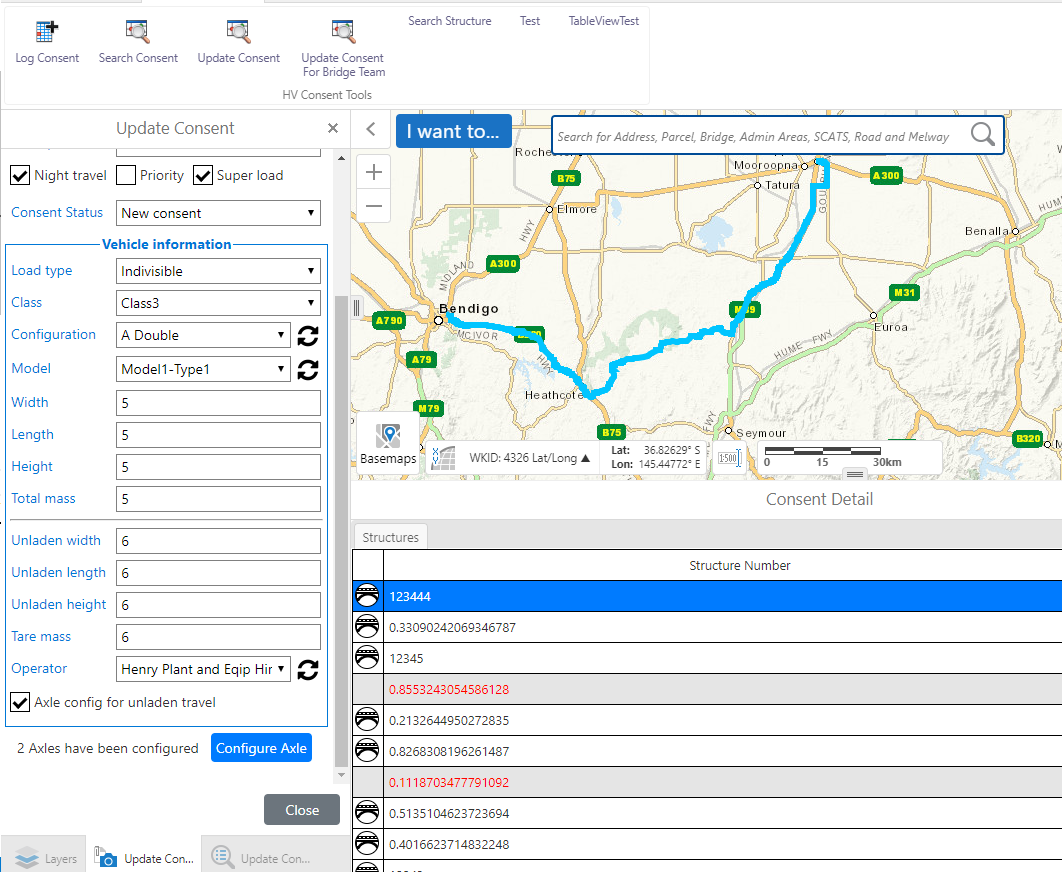 Search Structure Test TableViewTest
Log Consent Search Consent Update Consent Update Consent
For Bridge Team
HV Consent Tools
Update Consent
Night travel Priority Super load
Consent Status New consent
Vehicle information
Load type Indivisible
Class Class3
Configuration A Double
Model Model1-Type1
Width 5
Length 5
Height 5
Total mass 5
Unladen width 6
Unladen length 6
Unladen height 6
Tare mass 6
Operator Henry Plant and Eqip Hir
Axle config for unladen travel
2 Axles have been configured Configure Axle
Close
Layers Update Con... Update Con...
I want to...
Search for Address, Parcel, Bridge, Admin Areas, SCATS, Road and Melway
Mooroopna
B75
A300
Tatura
Elmore
HWY
HUM
Benalla
A300
MIDLAND
M31
Bendigo
A790
MCIVOR
Euroa
HUME FWY
A79
HWY
Heathcote
M79
B75
Seymour
FWY
B320
Basemaps
WKID: 4326 Lat/Long
Lat: 36.82629° S
Lon: 145.44772° E
1:500
0 15 30km
Consent Detail
Structures
Structure Number
123444
0.33090242069346787
12345
0.8553243054586128
0.2132644950272835
0.8268308196261487
0.1118703477791092
0.5135104623723694
0.4016623714832248